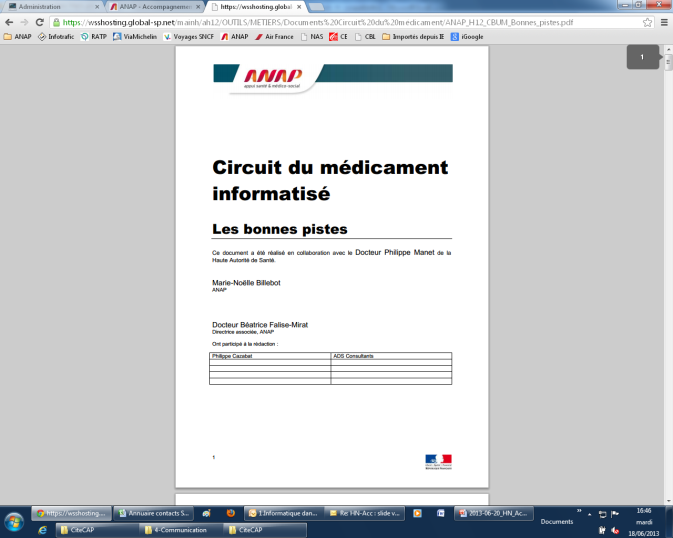 Administration
ANAP - Accompagnemen
https://wsshosting.global
https://wsshosting.global-sp.net/mainh/ah12/OUTILS/METIERS/Documents%20Circuit%20du%20medicament/ANAP_H12_CBUM_Bonnes_pistes.pdf
ANAP Infotrafic RATP ViaMichelin Voyages SNCF ANAP Air France NAS CE CBL Importés depuis IE iGoogle
1
ANAP
appui santé & médico-social
Circuit du médicament
informatisé
Les bonnes pistes
Ce document a été réalisé en collaboration avec le Docteur Philippe Manet de la
Haute Autorité de Santé.
Marie-Noëlle Billebot
ANAP
Docteur Béatrice Falise-Mirat
Directrice associée, ANAP
Ont participé à la rédaction :
Philippe Cazabat ADS Consultants
1
https://wsshosting.... Annuaire contacts S... 1.Informatique dan... Re: HN-Acc : slide v... 2013-06-20_HN_Ac...
CiteCAP 4-Communication CiteCAP
Documents
»
16:46
mardi
18/06/2013